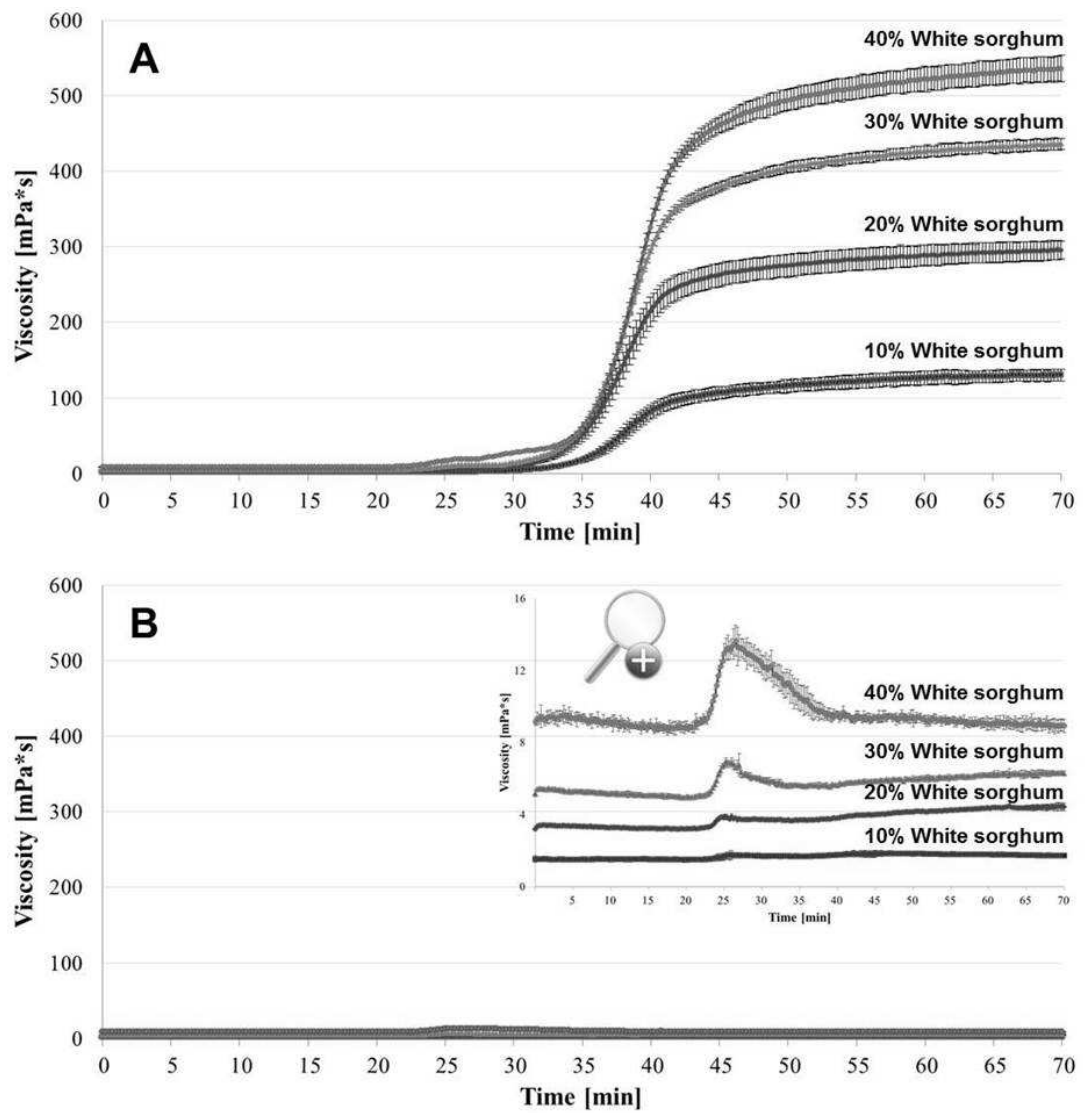 600
A
40% White sorghum
500
30% White sorghum
400
Viscosity [mPa*s]
300
20% White sorghum
200
10% White sorghum
100
0
0 5 10 15 20 25 30 35 40 45 50 55 60 65 70
Time [min]
600
B
16
500
12
40% White sorghum
400
Viscosity [mPa*s]
Viscosity [mPa*s]
8
30% White sorghum
300
20% White sorghum
4
10% White sorghum
200
0
5 10 15 20 25 30 35 40 45 50 55 60 65 70
Time [min]
100
0
0 5 10 15 20 25 30 35 40 45 50 55 60 65 70
Time [min]